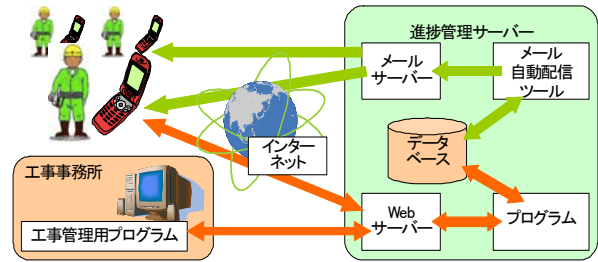 進捗管理サーバー
メール
サーバー
メール
自動配信
ツール
インター
ネット
データ
ベース
工事事務所
工事管理用プログラム
Web
サーバー
プログラム